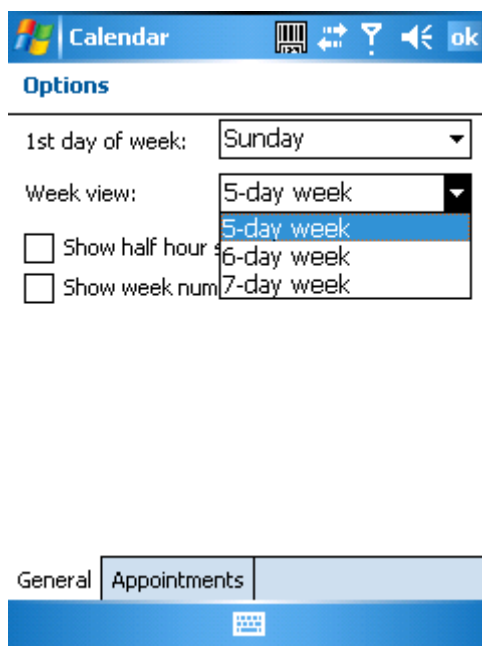 Calendar ok
Options
1st day of week: Sunday
Week view: 5-day week
5-day week
Show half hour
6-day week
Show week num
7-day week
General Appointments